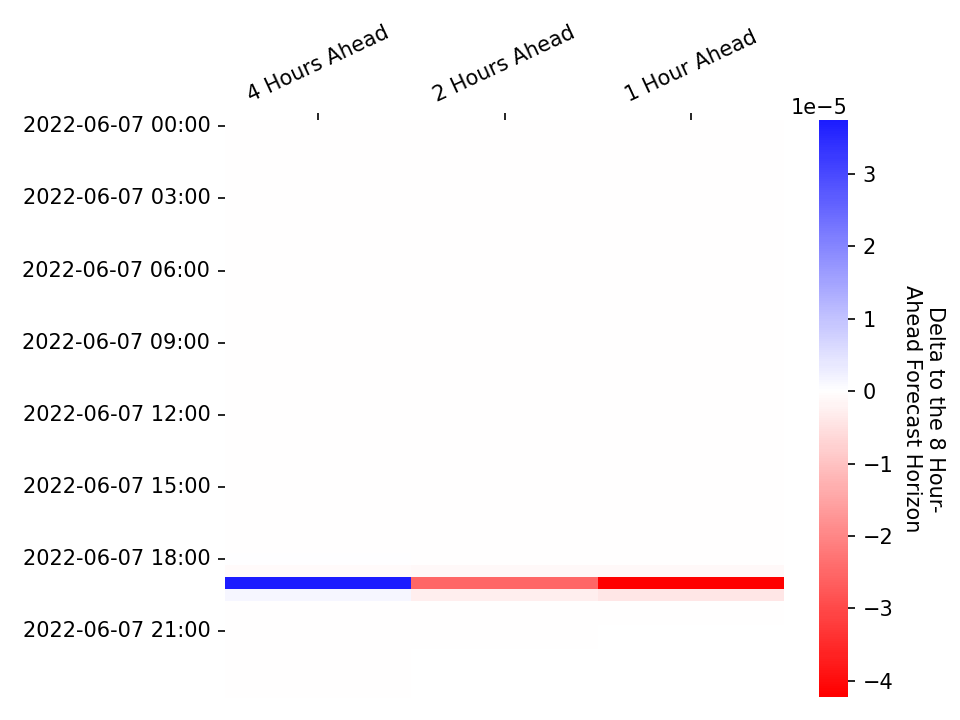 4 Hours Ahead
2 Hours Ahead
1 Hour Ahead
2022-06-07 00:00
2022-06-07 03:00
2022-06-07 06:00
2022-06-07 09:00
2022-06-07 12:00
2022-06-07 15:00
2022-06-07 18:00
2022-06-07 21:00
1e−5
3
2
1
0
−1
−2
−3
−4
Delta to the 8 Hour-
Ahead Forecast Horizon